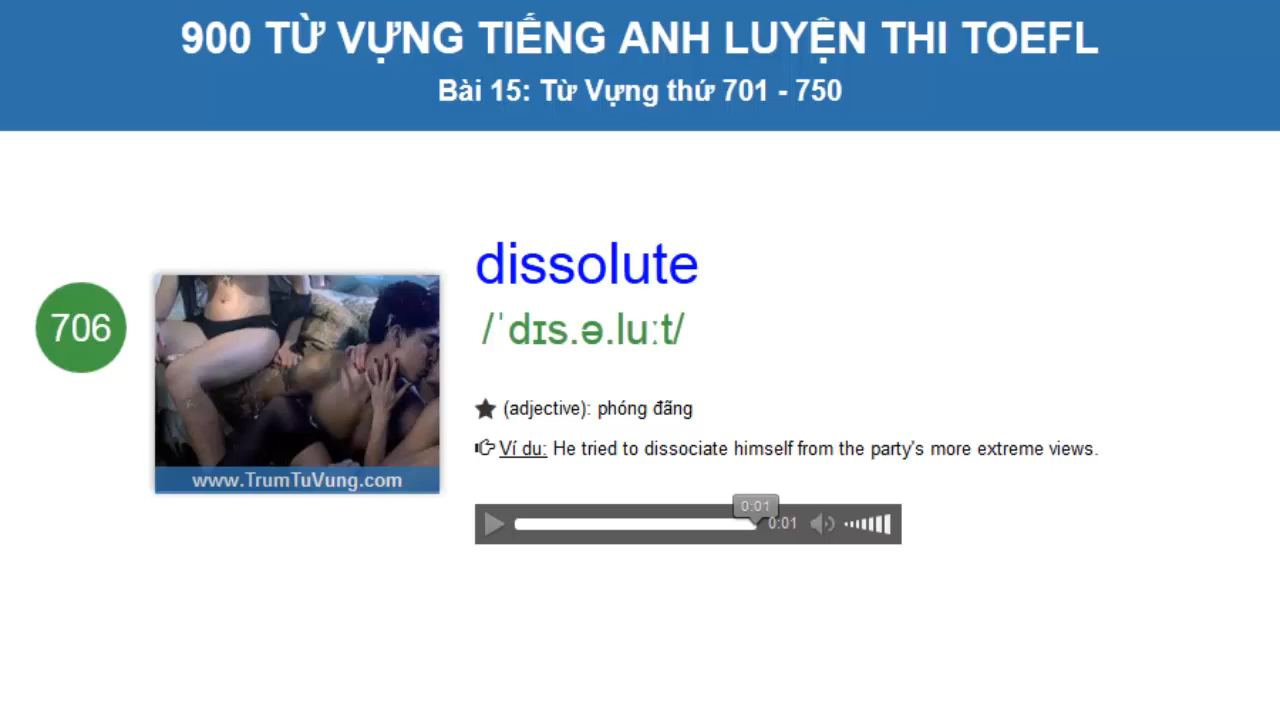 900 TỪ VỰNG TIẾNG ANH LUYỆN THI TOEFL
Bài 15: Từ Vựng thứ 701 - 750
706
dissolute
/ˈdɪs.ə.luːt/
(adjective): phóng đãng
Ví du: He tried to dissociate himself from the party's more extreme views.
www.TrumTuVung.com
0:01
0:01